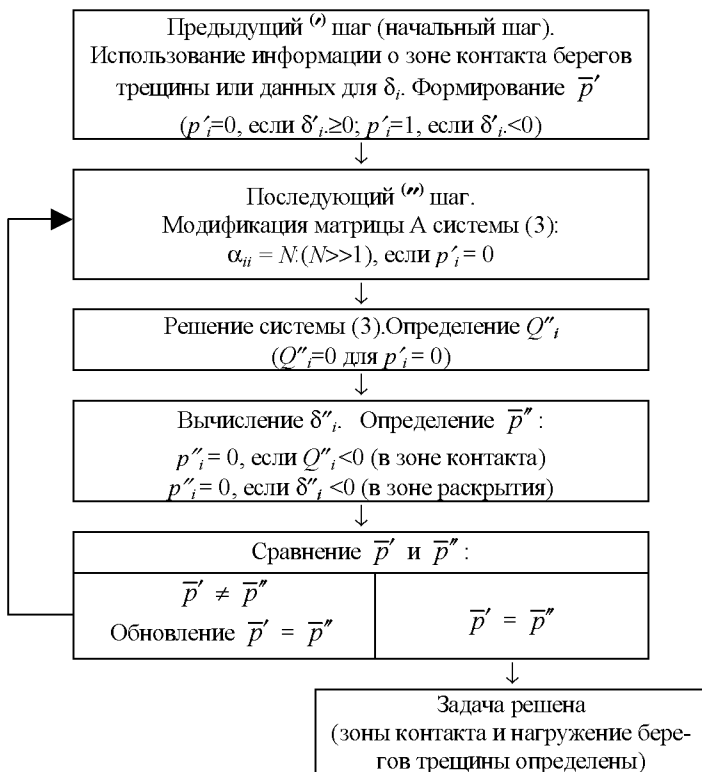 Предыдущий (′) шаг (начальный шаг).
Использование информации о зоне контакта берегов
трещины или данных для δi. Формирование p̅′
(p′i=0, если δ′i.≥0; p′i=1, если δ′i.<0)
↓
Последующий (″) шаг.
Модификация матрицы А системы (3):
αii = N:(N>>1), если p′i = 0
↓
Решение системы (3).Определение Q″i
(Q″i=0 для p′i = 0)
↓
Вычисление δ″i. Определение p̅″ :
p″i = 0, если Q″i <0 (в зоне контакта)
p″i = 0, если δ″i <0 (в зоне раскрытия)
↓
Сравнение p̅′ и p̅″ :
p̅′ ≠ p̅″
Обновление p̅′ = p̅″
p̅′ = p̅″
↓
Задача решена
(зоны контакта и нагружение бере-
гов трещины определены)